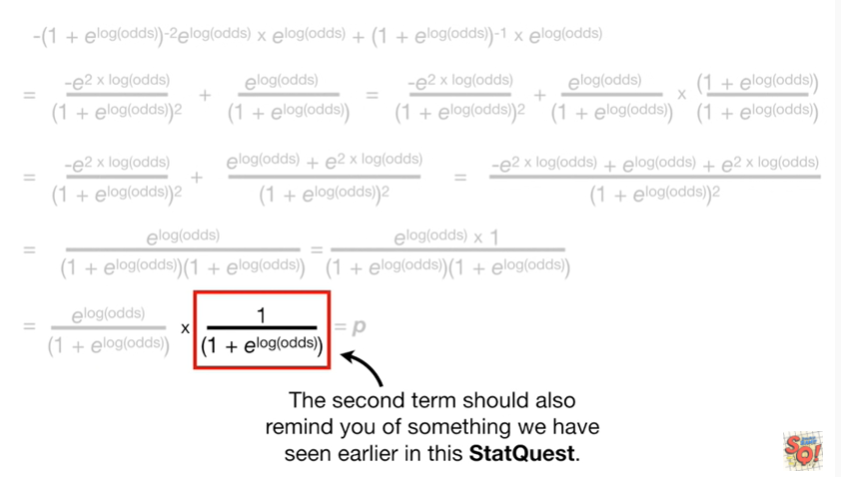 -(1 + e^log(odds))^-2 e^log(odds) x e^log(odds) + (1 + e^log(odds))^-1 x e^log(odds)
= -e^2 x log(odds) / (1 + e^log(odds))^2 + e^log(odds) / (1 + e^log(odds)) = -e^2 x log(odds) / (1 + e^log(odds))^2 + e^log(odds) / (1 + e^log(odds)) x (1 + e^log(odds)) / (1 + e^log(odds))
= -e^2 x log(odds) / (1 + e^log(odds))^2 + e^log(odds) + e^2 x log(odds) / (1 + e^log(odds))^2 = -e^2 x log(odds) + e^log(odds) + e^2 x log(odds) / (1 + e^log(odds))^2
= e^log(odds) / (1 + e^log(odds))(1 + e^log(odds)) = e^log(odds) x 1 / (1 + e^log(odds))(1 + e^log(odds))
= e^log(odds) / (1 + e^log(odds)) x 1 / (1 + e^log(odds)) = p
The second term should also
remind you of something we have
seen earlier in this StatQuest.
SQ!